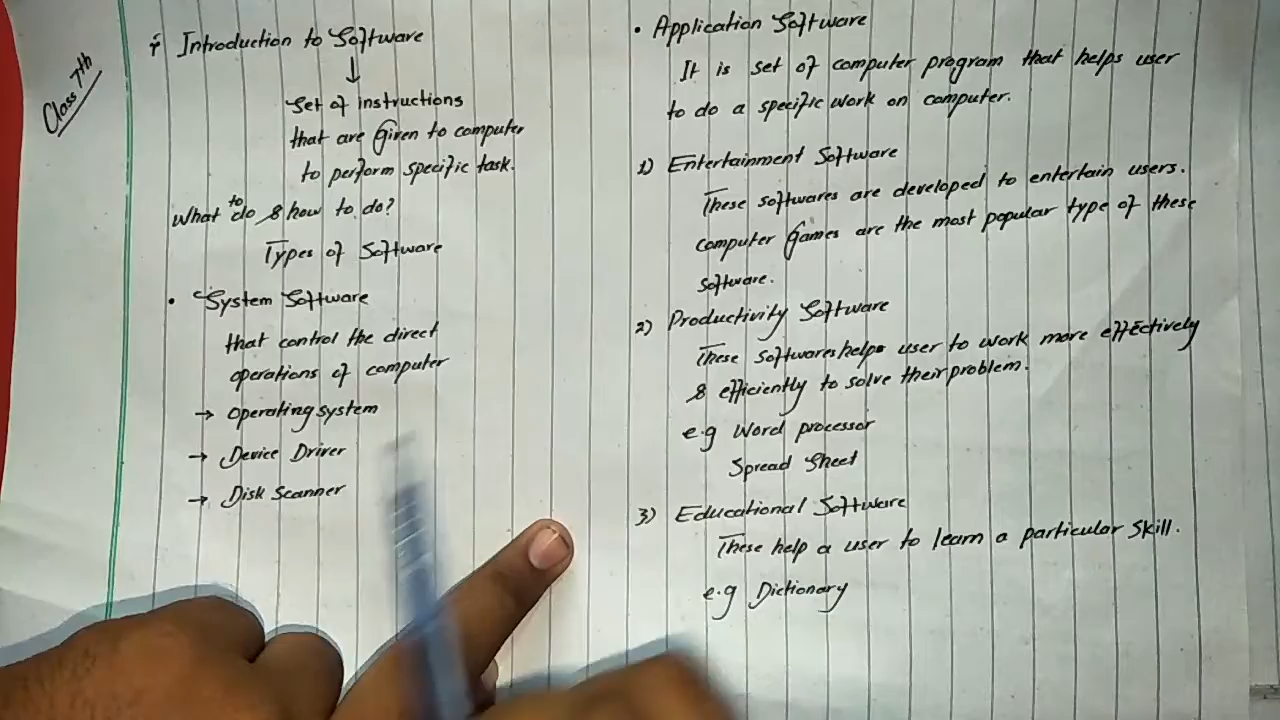 Class 7th
Introduction to Software
↓
Set of instructions
that are Given to computer
to perform specific task.
What to do & how to do?
Types of Software
• System Software
that control the direct
operations of computer
→ Operating system
→ Device Driver
→ Disk Scanner
• Application Software
It is set of computer program that helps user
to do a specific work on computer.
1) Entertainment Software
These softwares are developed to entertain users.
computer Games are the most popular type of these
software.
2) Productivity Software
These Softwares help user to work more effectively
& efficiently to solve their problem.
e.g Word processor
Spread Sheet
3) Educational Software
These help a user to learn a particular skill.
e.g Dictionary